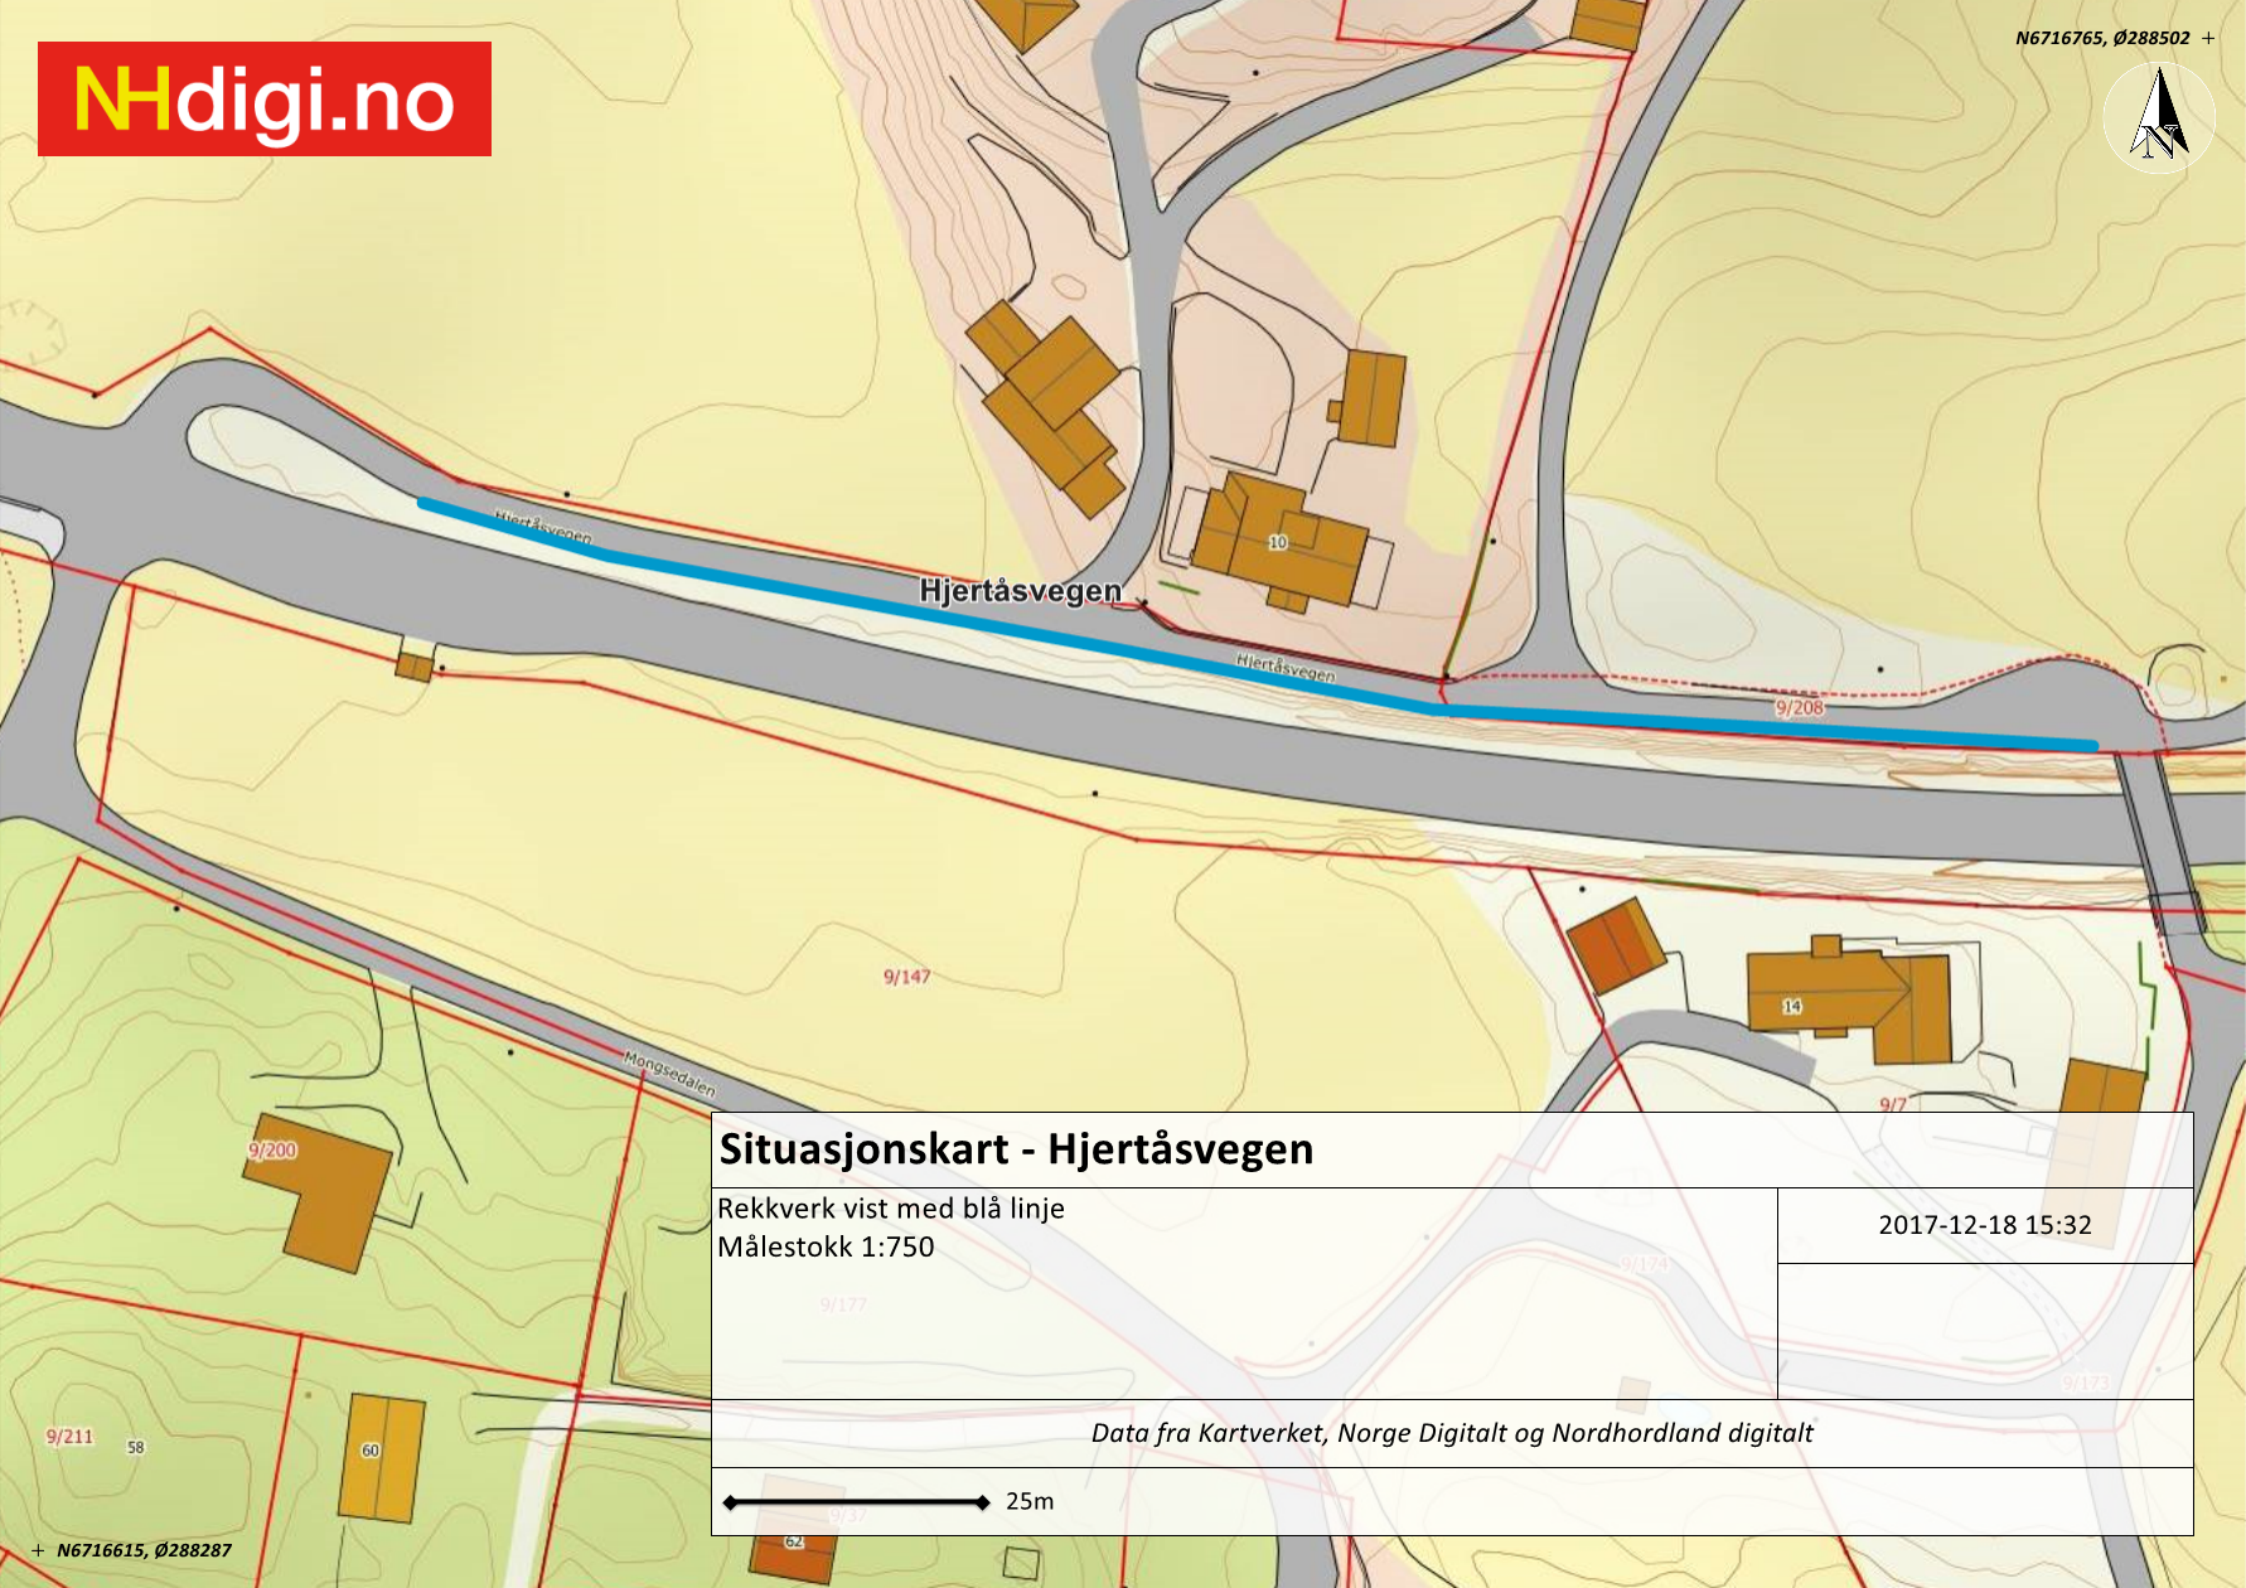 NHdigi.no
N6716765, Ø288502
Hjertåsvegen
10
Hjertåsvegen
Hjertåsvegen
9/208
9/147
14
Mongsedalen
9/7
9/200
Situasjonskart - Hjertåsvegen
Rekkverk vist med blå linje
Målestokk 1:750
2017-12-18 15:32
9/174
9/177
9/173
9/211
58
60
Data fra Kartverket, Norge Digitalt og Nordhordland digitalt
25m
9/37
62
N6716615, Ø288287
N